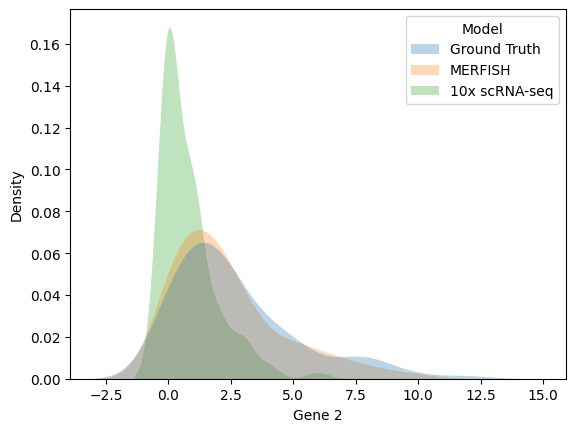 Model
Ground Truth
MERFISH
10x scRNA-seq
0.16
0.14
0.12
0.10
0.08
0.06
0.04
0.02
0.00
Density
−2.5 0.0 2.5 5.0 7.5 10.0 12.5 15.0
Gene 2